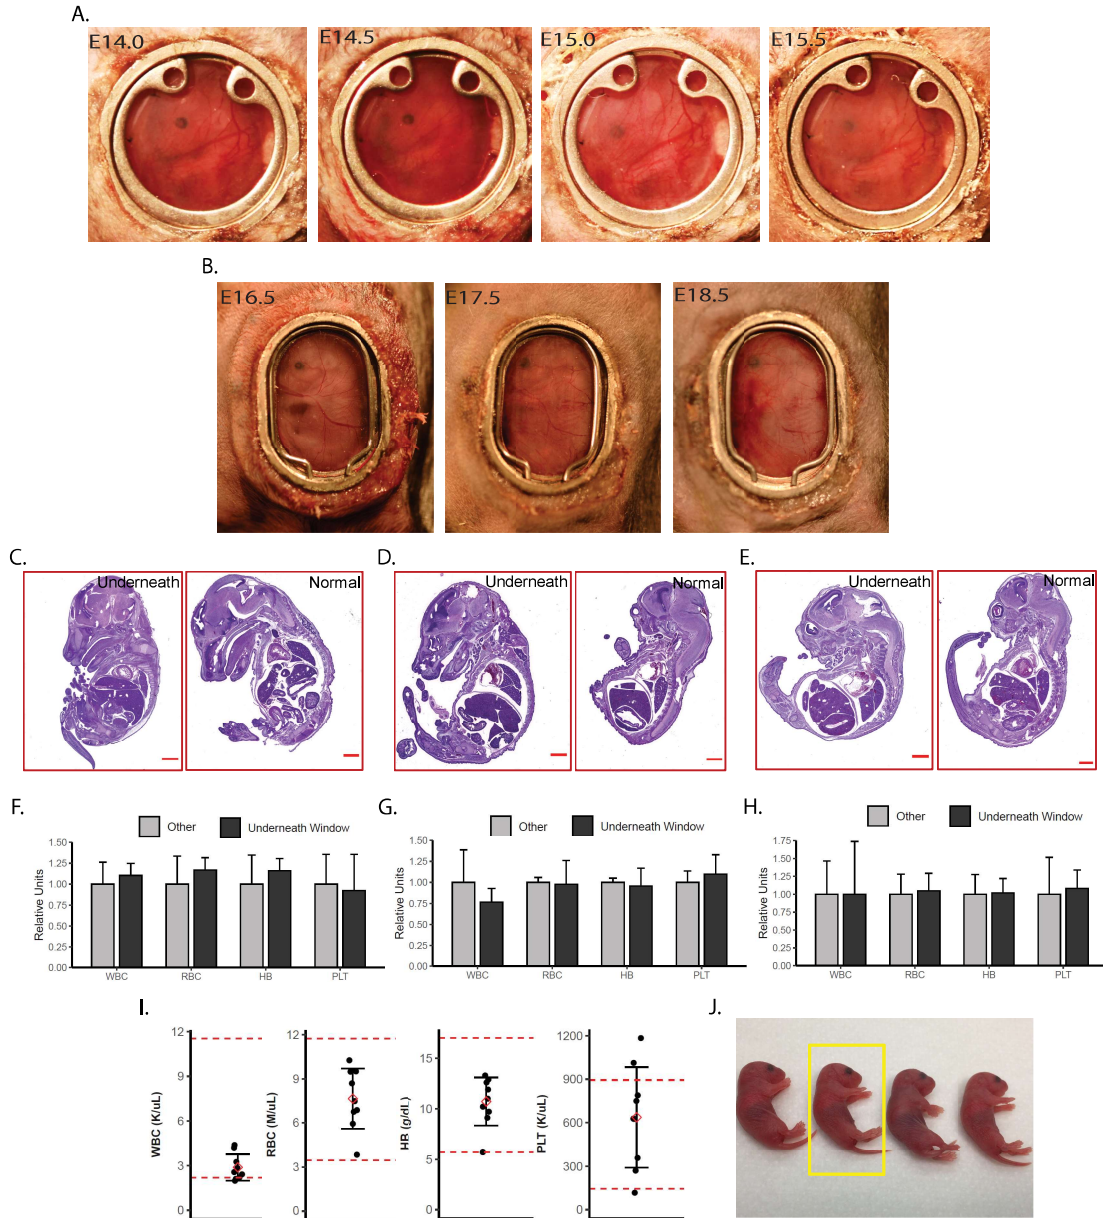 A.
E14.0
E14.5
E15.0
E15.5
B.
E16.5
E17.5
E18.5
C.
Underneath
Normal
D.
Underneath
Normal
E.
Underneath
Normal
F.
Other
Underneath Window
Relative Units
1.50
1.25
1.00
0.75
0.50
0.25
0.00
WBC
RBC
HB
PLT
G.
Other
Underneath Window
Relative Units
1.50
1.25
1.00
0.75
0.50
0.25
0.00
WBC
RBC
HB
PLT
H.
Other
Underneath Window
Relative Units
1.75
1.50
1.25
1.00
0.75
0.50
0.25
0.00
WBC
RBC
HB
PLT
I.
WBC (K/uL)
12
9
6
3
0
RBC (M/uL)
12
9
6
3
0
HB (g/dL)
15
10
5
0
PLT (K/uL)
1200
900
600
300
0
J.